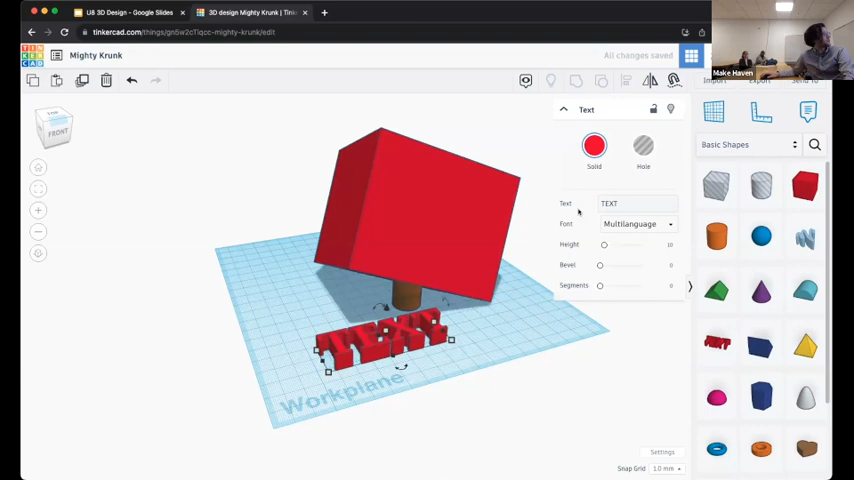 U8 3D Design - Google Slides
3D design Mighty Krunk | Tink
tinkercad.com/things/gn5w2cTiqcc-mighty-krunk/edit
TIN
KER
CAD
Mighty Krunk
All changes saved
Make Haven
Import
Export
Send To
FRONT
Text
Solid
Hole
Text
TEXT
Font
Multilanguage
Height
10
Bevel
0
Segments
0
Basic Shapes
TEXT
TEXT
Workplane
Settings
Snap Grid
1.0 mm